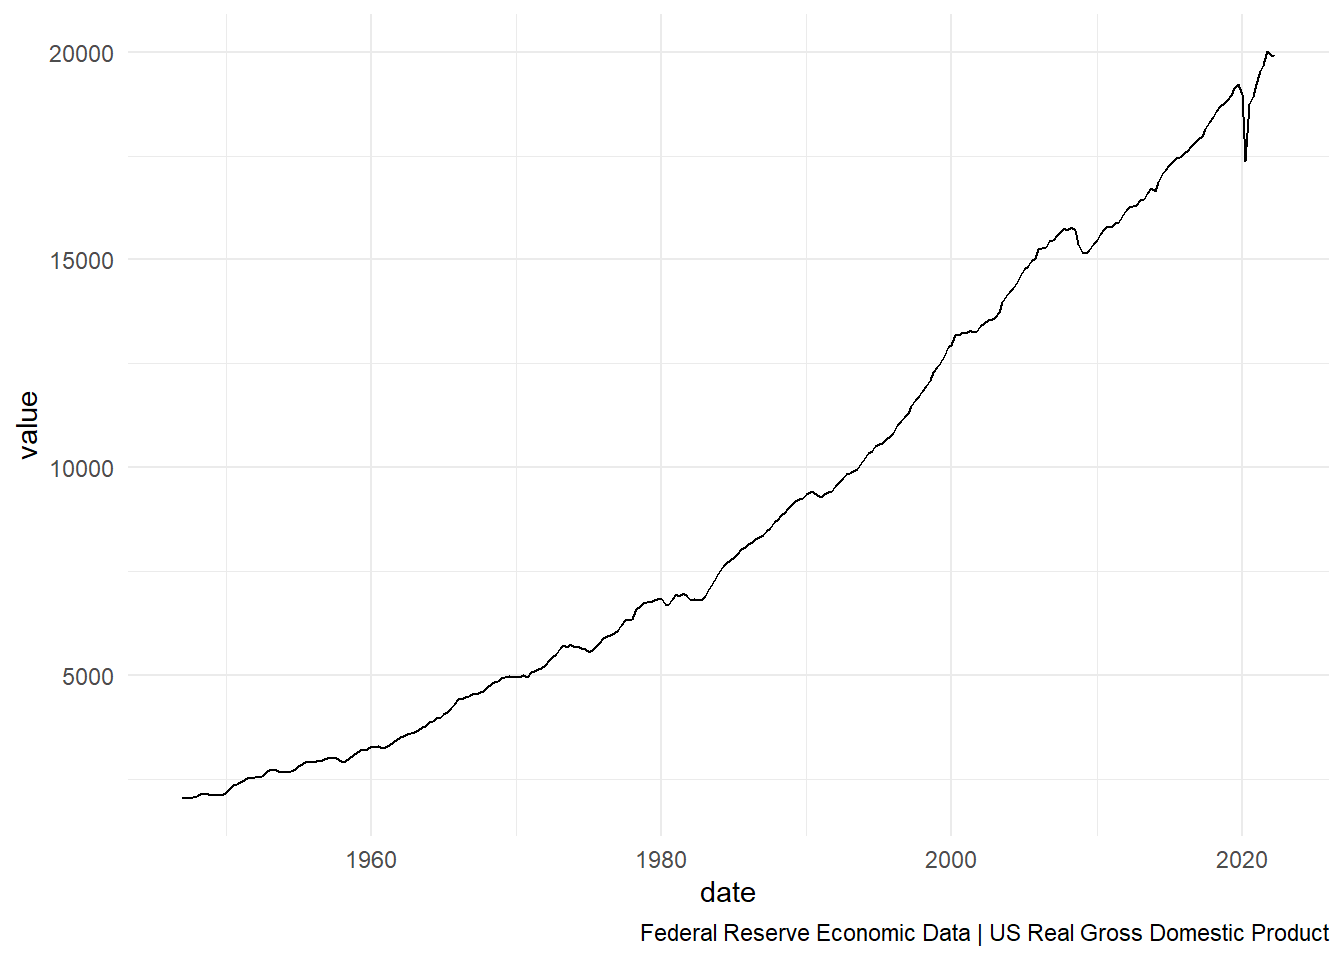 20000
15000
10000
5000
value
1960 1980 2000 2020
date
Federal Reserve Economic Data | US Real Gross Domestic Product